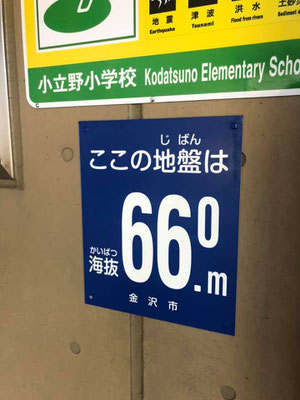 地震
Earthquake
津波
Tsunami
洪水
Flood from rivers
小立野小学校 Kodatsuno Elementary Scho
じばん
ここの地盤は
かいばつ
海抜 66.0m
金沢市